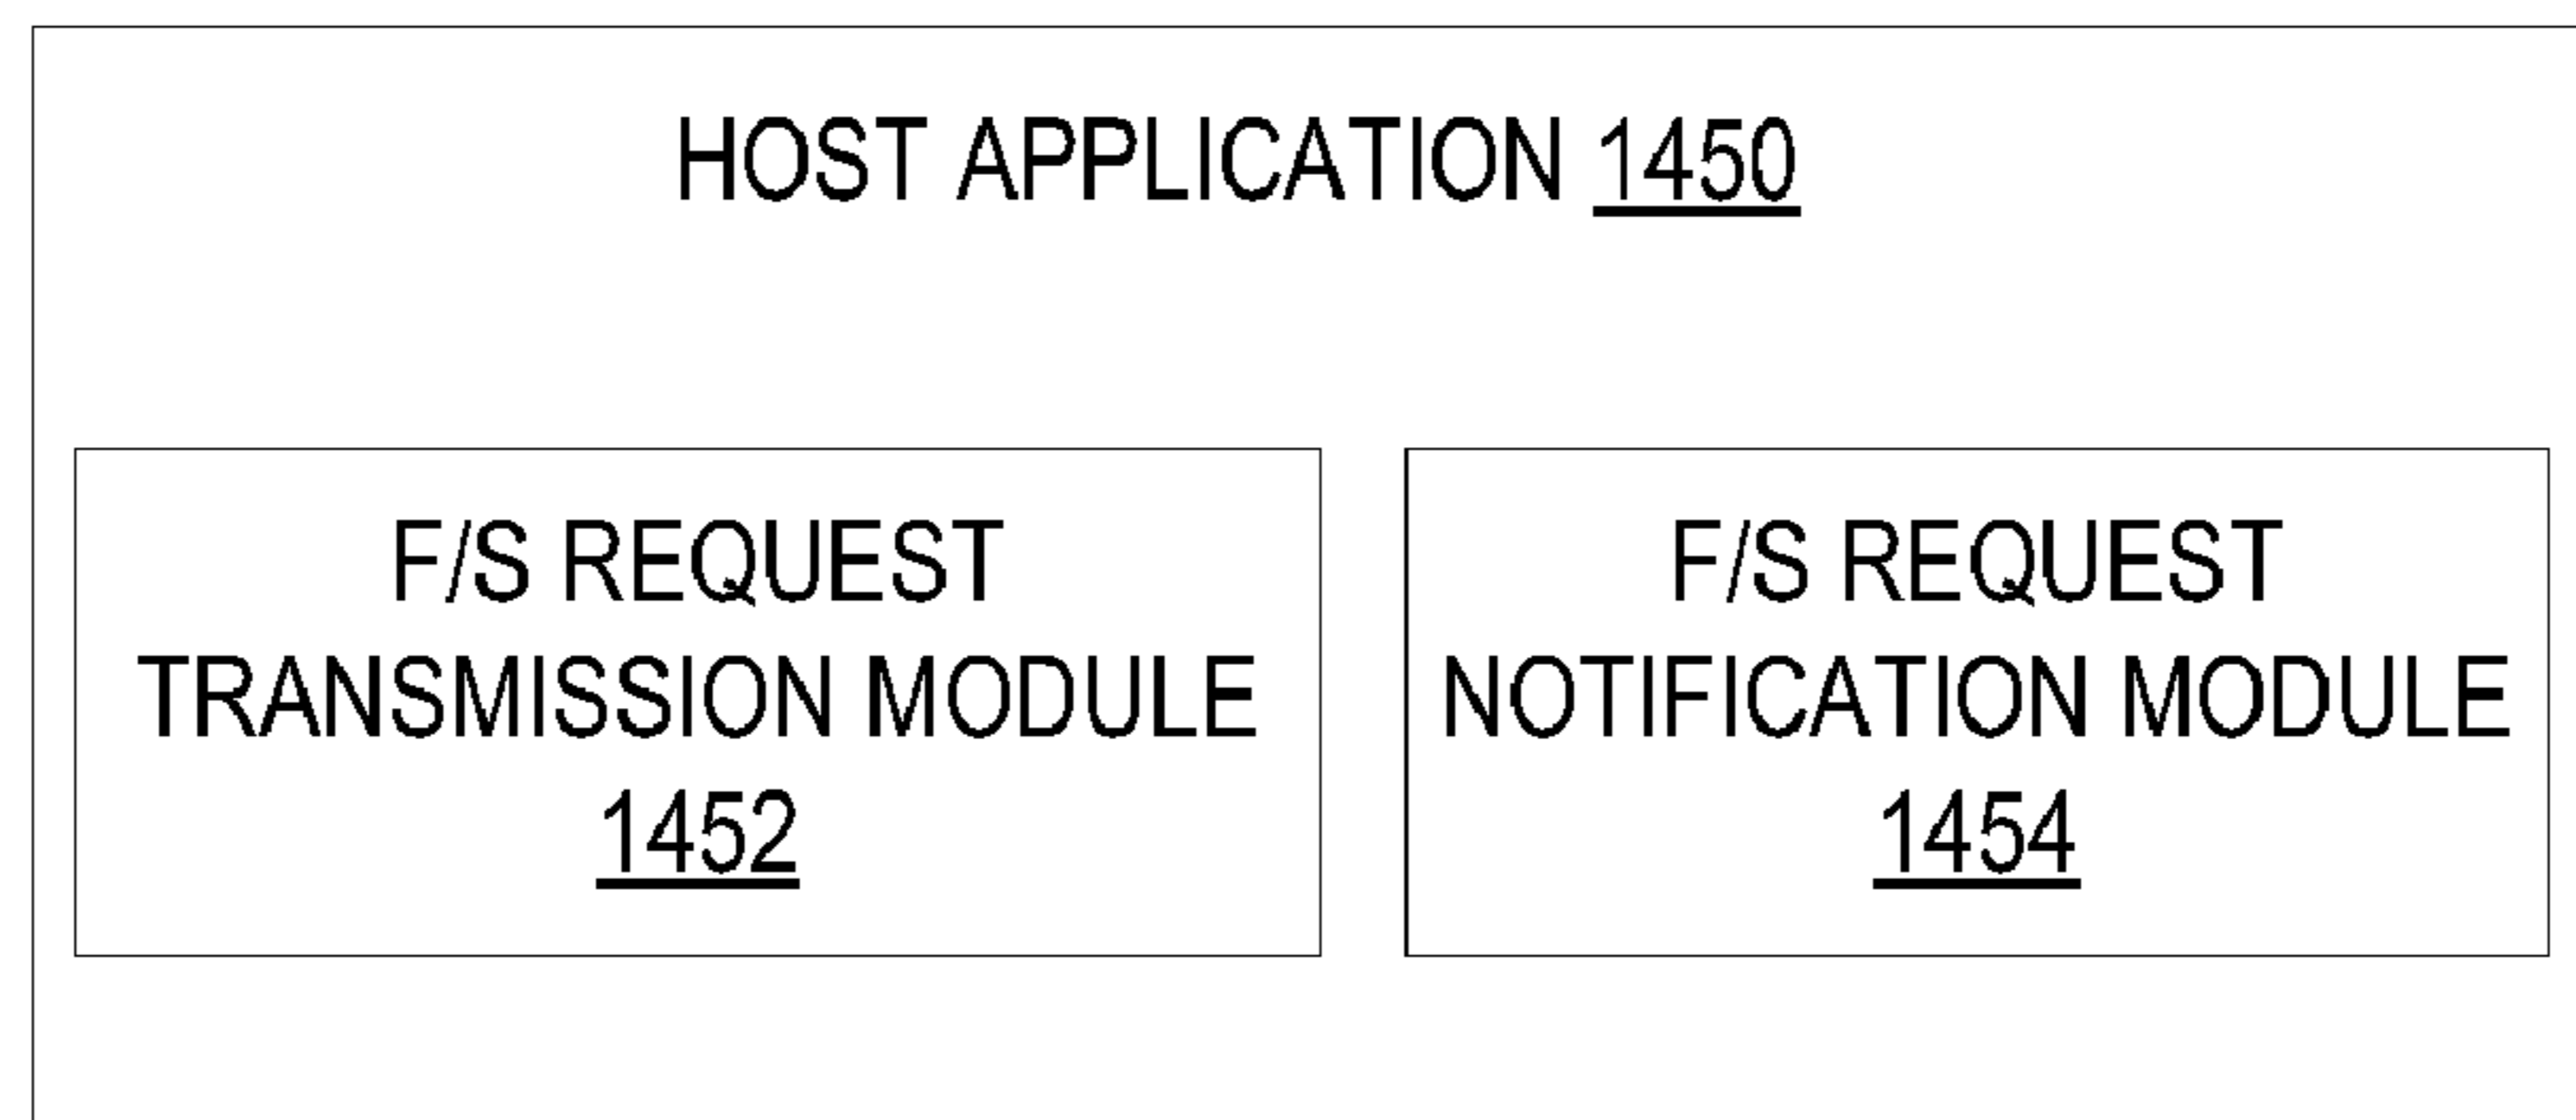 HOST APPLICATION 1450
F/S REQUEST
TRANSMISSION MODULE
1452
F/S REQUEST
NOTIFICATION MODULE
1454